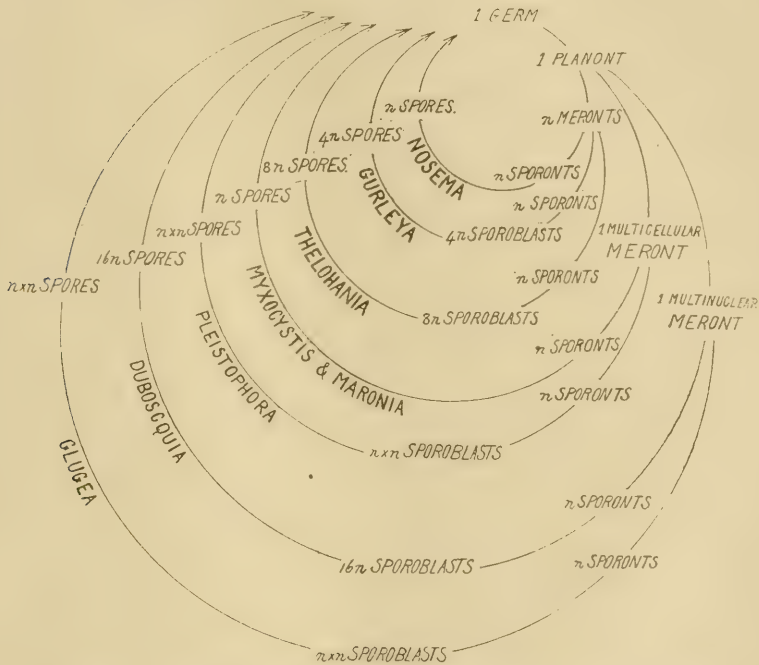 1 GERM
1 PLANONT
n SPORES.
n MERONTS
4n SPORES
NOSEMA
8n SPORES.
n SPORONTS
GURLEYA
n SPORES
n SPORONTS
n×n SPORES
4n SPOROBLASTS
1 MULTICELLULAR
MERONT
16n SPORES
THELOHANIA
n SPORONTS
n×n SPORES
1 MULTINUCLEAR
MERONT
8n SPOROBLASTS
MYXOCYSTIS & MARONIA
n SPORONTS
PLEISTOPHORA
n SPORONTS
DUBOSCQUIA
n×n SPOROBLASTS
GLUGEA
n SPORONTS
16n SPOROBLASTS
n SPORONTS
n×n SPOROBLASTS